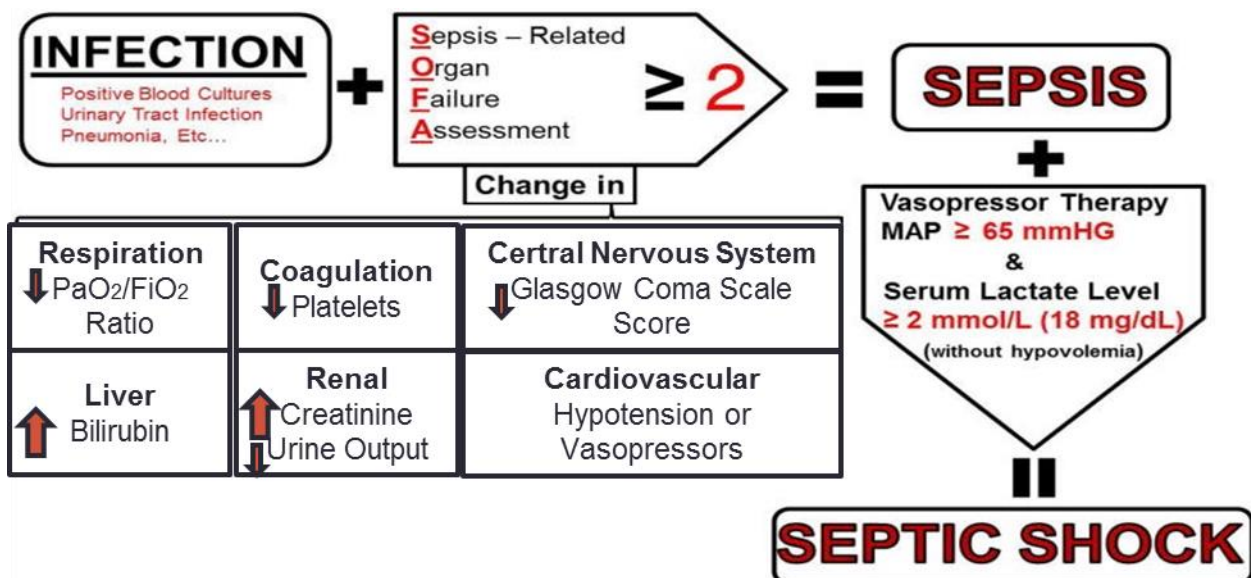 INFECTION
Positive Blood Cultures
Urinary Tract Infection
Pneumonia, Etc...
+
Sepsis – Related
Organ
Failure
Assessment
≥ 2
=
SEPSIS
Change in
Respiration
PaO2/FiO2
Ratio
Coagulation
Platelets
Certral Nervous System
Glasgow Coma Scale
Score
Liver
Bilirubin
Renal
Creatinine
Urine Output
Cardiovascular
Hypotension or
Vasopressors
+
Vasopressor Therapy
MAP ≥ 65 mmHG
&
Serum Lactate Level
≥ 2 mmol/L (18 mg/dL)
(without hypovolemia)
=
SEPTIC SHOCK